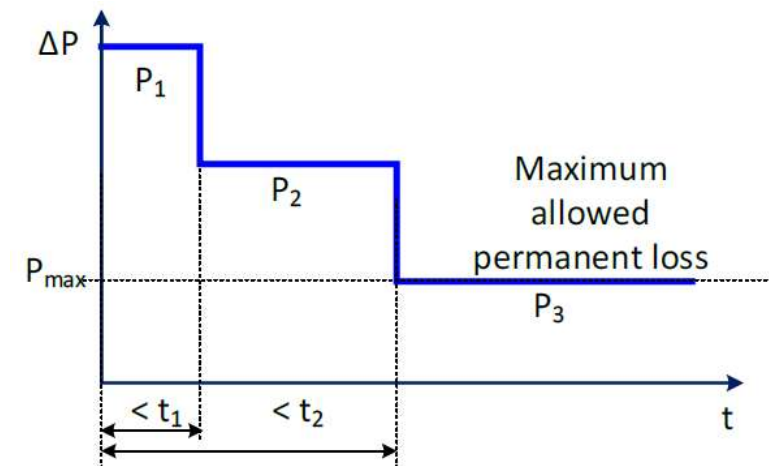 ΔP
P₁
P₂
Maximum
allowed
permanent loss
Pmax
P₃
< t₁
< t₂
t